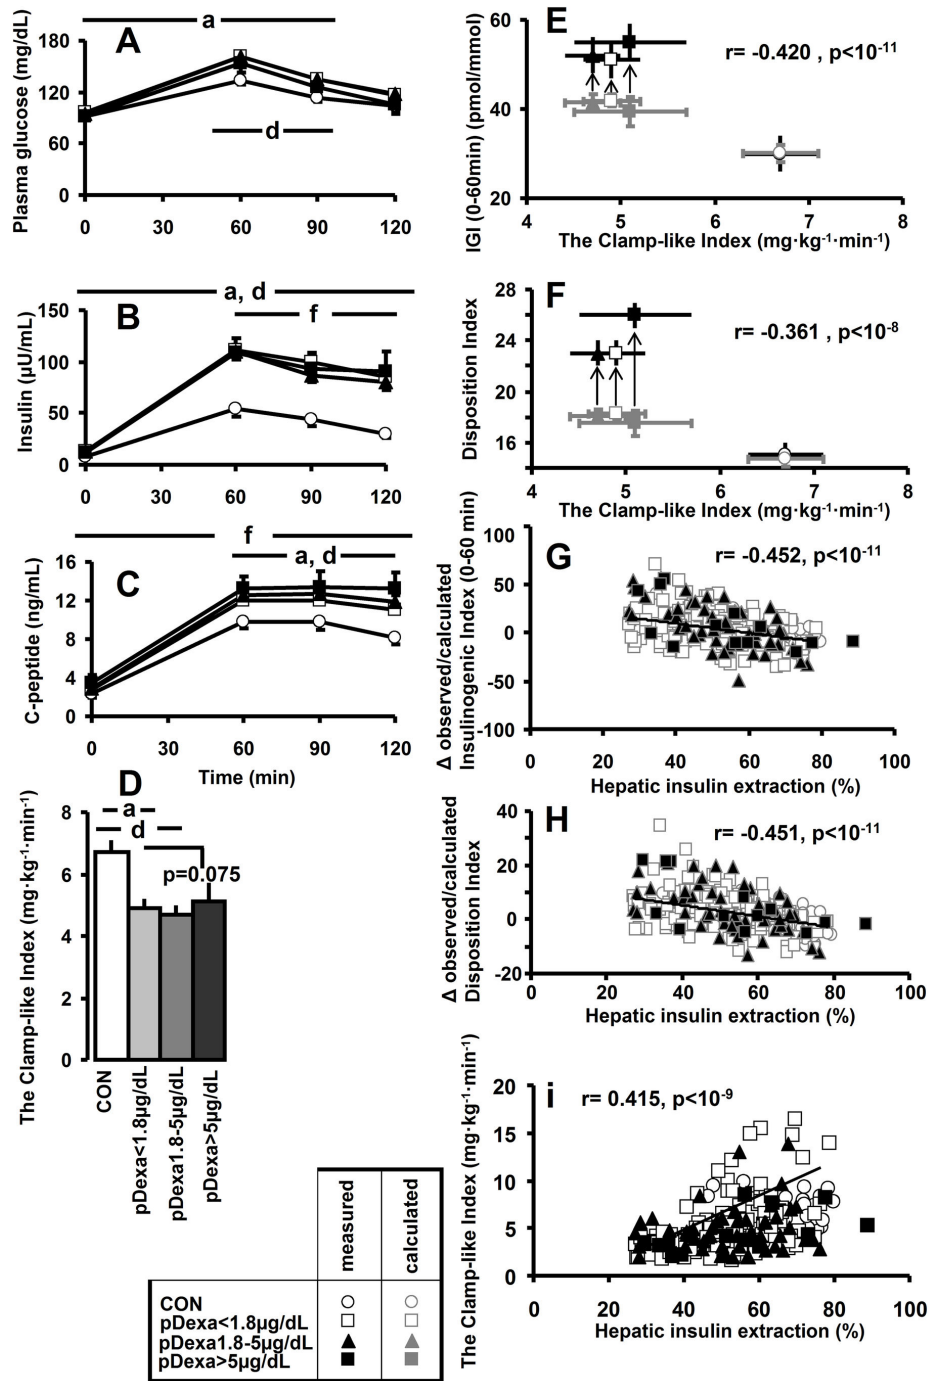 a
A
Plasma glucose (mg/dL)
180
120
60
0
d
0 30 60 90 120
a, d
f
B
Insulin (µU/mL)
150
100
50
0
0 30 60 90 120
f
a, d
C
C-peptide (ng/mL)
16
12
8
4
0
0 30 60 90 120
Time (min)
D
The Clamp-like Index (mg·kg-1·min-1)
8
6
4
2
0
a
d
p=0.075
CON
pDexa<1.8µg/dL
pDexa1.8-5µg/dL
pDexa>5µg/dL
E
r= -0.420 , p<10-11
IGI (0-60min) (pmol/mmol)
60
40
20
4 5 6 7 8
The Clamp-like Index (mg·kg-1·min-1)
F
r= -0.361 , p<10-8
Disposition Index
28
26
24
22
20
18
16
4 5 6 7 8
The Clamp-like Index (mg·kg-1·min-1)
G
r= -0.452, p<10-11
Δ observed/calculated
Insulinogenic Index (0-60 min)
100
50
0
-50
-100
0 20 40 60 80 100
Hepatic insulin extraction (%)
H
r= -0.451, p<10-11
Δ observed/calculated
Disposition Index
40
20
0
-20
0 20 40 60 80 100
Hepatic insulin extraction (%)
i
r= 0.415, p<10-9
The Clamp-like Index (mg·kg-1·min-1)
20
15
10
5
0
0 20 40 60 80 100
Hepatic insulin extraction (%)
measured
calculated
CON
pDexa<1.8µg/dL
pDexa1.8-5µg/dL
pDexa>5µg/dL